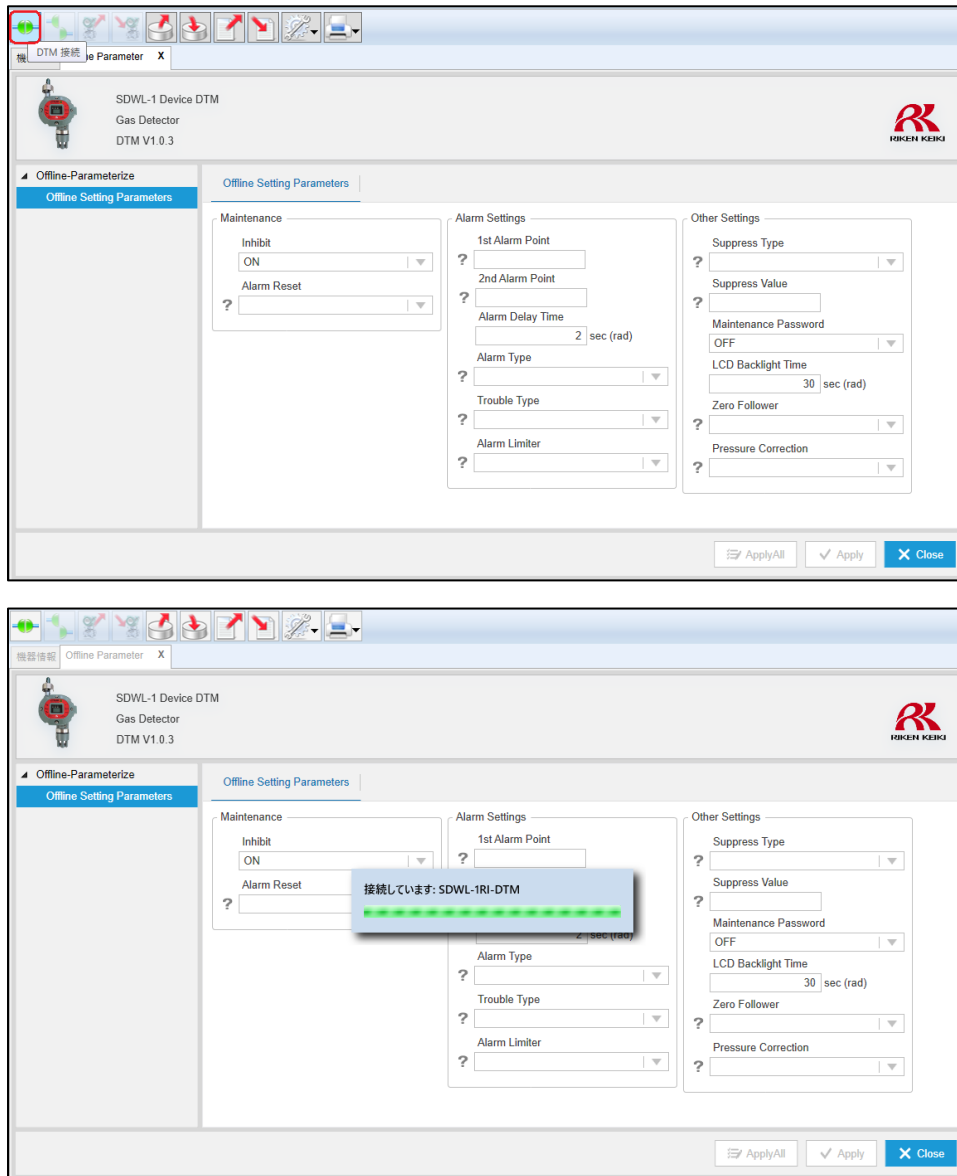 DTM 接続
機
e Parameter X
SDWL-1 Device DTM
Gas Detector
DTM V1.0.3
RIKEN KEIKI
Offline-Parameterize
Offline Setting Parameters
Offline Setting Parameters
Maintenance
Inhibit
ON
Alarm Reset
?
Alarm Settings
1st Alarm Point
?
2nd Alarm Point
?
Alarm Delay Time
2 sec (rad)
Alarm Type
?
Trouble Type
?
Alarm Limiter
?
Other Settings
Suppress Type
?
Suppress Value
?
Maintenance Password
OFF
LCD Backlight Time
30 sec (rad)
Zero Follower
?
Pressure Correction
?
ApplyAll
Apply
Close
機器情報
Offline Parameter X
SDWL-1 Device DTM
Gas Detector
DTM V1.0.3
RIKEN KEIKI
Offline-Parameterize
Offline Setting Parameters
Offline Setting Parameters
Maintenance
Inhibit
ON
Alarm Reset
?
接続しています: SDWL-1RI-DTM
Alarm Settings
1st Alarm Point
?
2 sec (rad)
Alarm Type
?
Trouble Type
?
Alarm Limiter
?
Other Settings
Suppress Type
?
Suppress Value
?
Maintenance Password
OFF
LCD Backlight Time
30 sec (rad)
Zero Follower
?
Pressure Correction
?
ApplyAll
Apply
Close